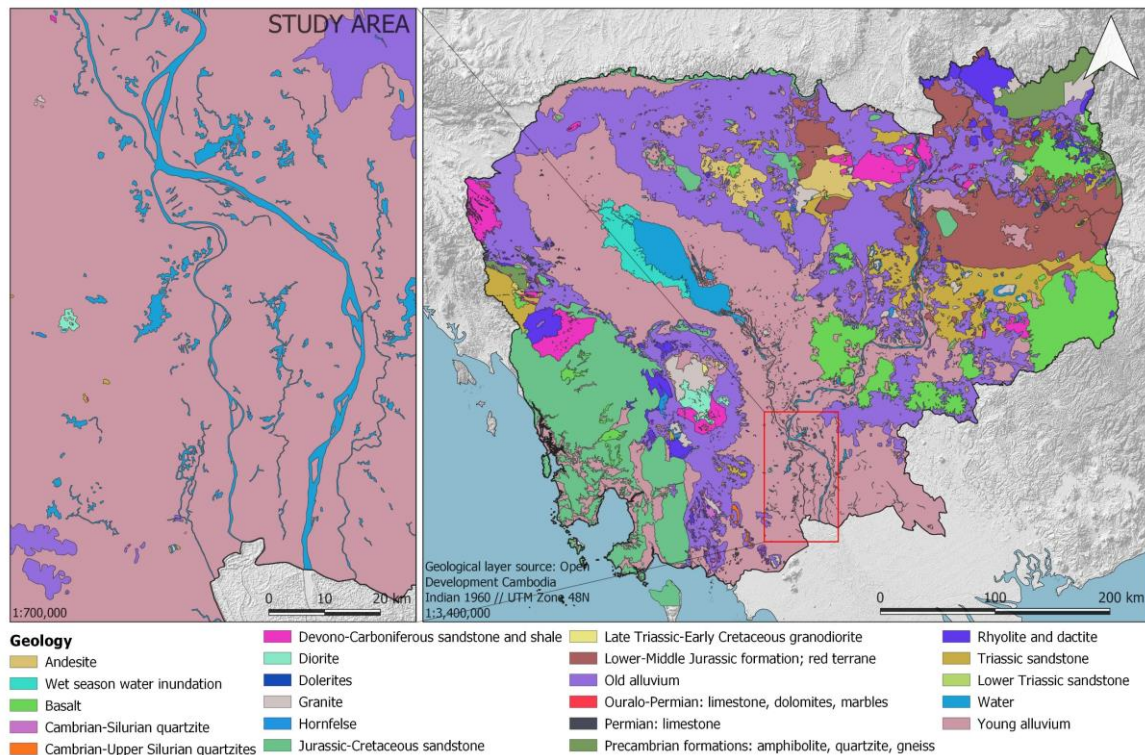 STUDY AREA
1:700,000
0 10 20 km
Geological layer source: Open
Development Cambodia
Indian 1960 // UTM Zone 48N
1:3,400,000
0 100 200 km
Geology
Andesite
Wet season water inundation
Basalt
Cambrian-Silurian quartzite
Cambrian-Upper Silurian quartzites
Devono-Carboniferous sandstone and shale
Diorite
Dolerites
Granite
Hornfelse
Jurassic-Cretaceous sandstone
Late Triassic-Early Cretaceous granodiorite
Lower-Middle Jurassic formation; red terrane
Old alluvium
Ouralo-Permian: limestone, dolomites, marbles
Permian: limestone
Precambrian formations: amphibolite, quartzite, gneiss
Rhyolite and dactite
Triassic sandstone
Lower Triassic sandstone
Water
Young alluvium